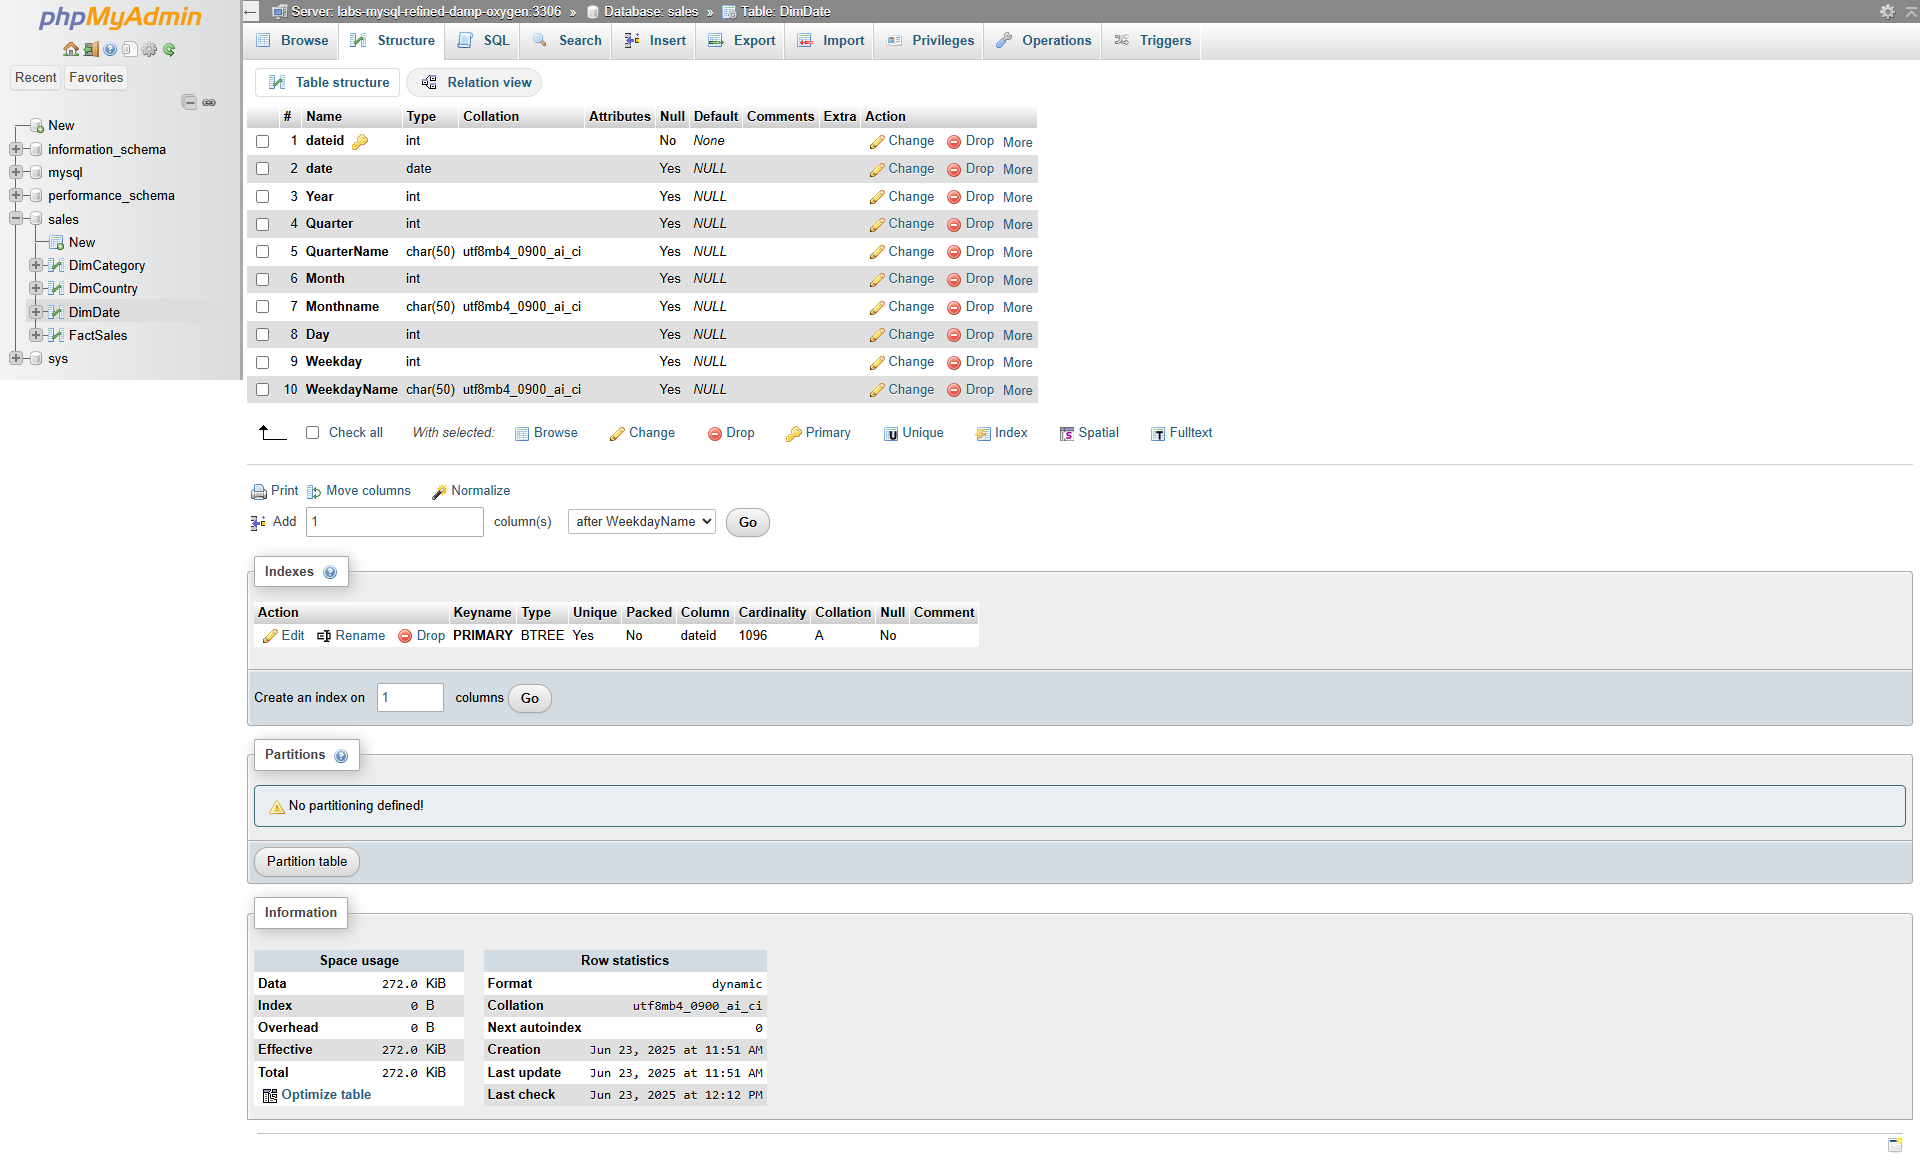 phpMyAdmin
Recent Favorites
New
information_schema
mysql
performance_schema
sales
New
DimCategory
DimCountry
DimDate
FactSales
sys
Server: labs-mysql-refined-damp-oxygen:3306 » Database: sales » Table: DimDate
Browse Structure SQL Search Insert Export Import Privileges Operations Triggers
Table structure Relation view
# Name Type Collation Attributes Null Default Comments Extra Action
1 dateid int No None Change Drop More
2 date date Yes NULL Change Drop More
3 Year int Yes NULL Change Drop More
4 Quarter int Yes NULL Change Drop More
5 QuarterName char(50) utf8mb4_0900_ai_ci Yes NULL Change Drop More
6 Month int Yes NULL Change Drop More
7 Monthname char(50) utf8mb4_0900_ai_ci Yes NULL Change Drop More
8 Day int Yes NULL Change Drop More
9 Weekday int Yes NULL Change Drop More
10 WeekdayName char(50) utf8mb4_0900_ai_ci Yes NULL Change Drop More
Check all With selected: Browse Change Drop Primary Unique Index Spatial Fulltext
Print Move columns Normalize
Add 1 column(s) after WeekdayName Go
Indexes
Action Keyname Type Unique Packed Column Cardinality Collation Null Comment
Edit Rename Drop PRIMARY BTREE Yes No dateid 1096 A No
Create an index on 1 columns Go
Partitions
No partitioning defined!
Partition table
Information
Space usage
Data 272.0 KiB
Index 0 B
Overhead 0 B
Effective 272.0 KiB
Total 272.0 KiB
Optimize table
Row statistics
Format dynamic
Collation utf8mb4_0900_ai_ci
Next autoindex 0
Creation Jun 23, 2025 at 11:51 AM
Last update Jun 23, 2025 at 11:51 AM
Last check Jun 23, 2025 at 12:12 PM